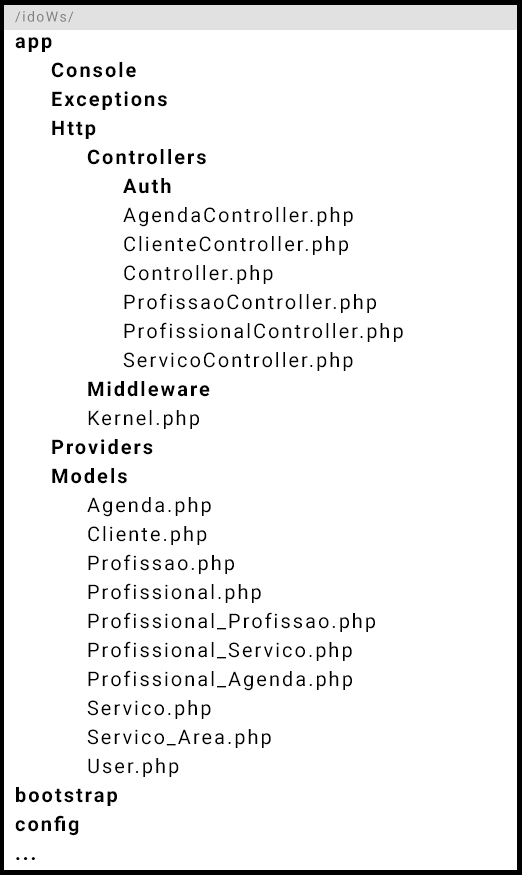 /idoWs/
app
Console
Exceptions
Http
Controllers
Auth
AgendaController.php
ClienteController.php
Controller.php
ProfissaoController.php
ProfissionalController.php
ServicoController.php
Middleware
Kernel.php
Providers
Models
Agenda.php
Cliente.php
Profissao.php
Profissional.php
Profissional_Profissao.php
Profissional_Servico.php
Profissional_Agenda.php
Servico.php
Servico_Area.php
User.php
bootstrap
config
...